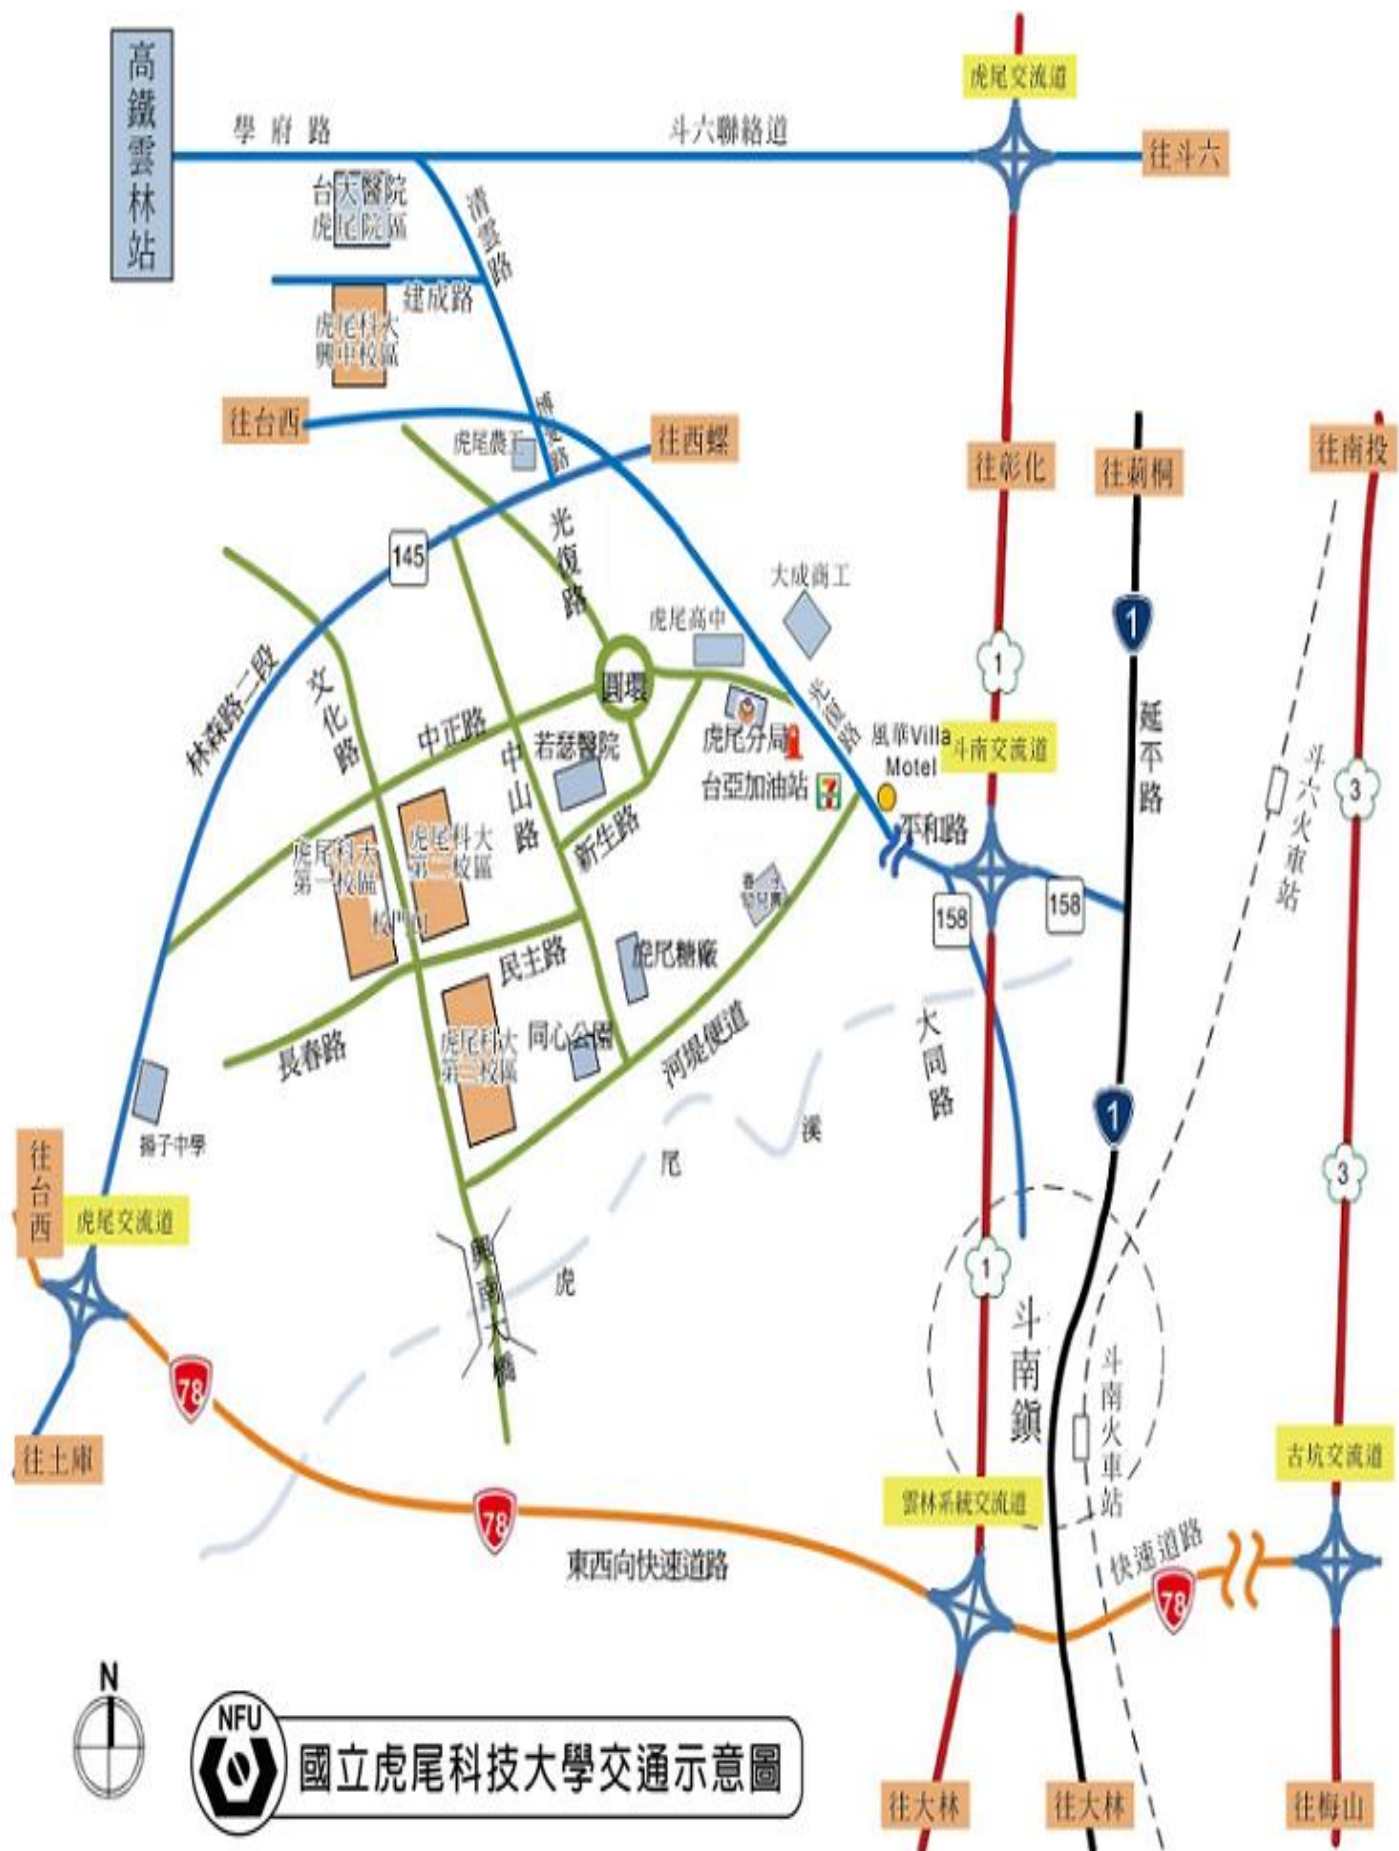 高鐵雲林站
學府路
斗六聯絡道
虎尾交流道
往斗六
台大醫院
虎尾院區
清雲路
建成路
虎尾科大
興中校區
往台西
虎尾農工
往西螺
往彰化
往莿桐
往南投
145
光復路
大成商工
虎尾高中
1
1
林森路二段
文化路
圓環
中正路
中山路
若瑟醫院
虎尾分局
光復路
風華Villa
Motel
斗南交流道
延平路
斗六火車站
3
台亞加油站
7
平和路
新生路
虎尾科大
第一校區
虎尾科大
第二校區
校門口
158
158
民主路
虎尾糖廠
長春路
虎尾科大
第三校區
同心公園
河堤便道
大同路
1
揚子中學
溪
尾
虎
3
往台西
虎尾交流道
興南大橋
1
斗南鎮
斗南火車站
78
往土庫
78
東西向快速道路
雲林系統交流道
古坑交流道
快速道路
78
N
NFU
國立虎尾科技大學交通示意圖
往大林
往大林
往梅山